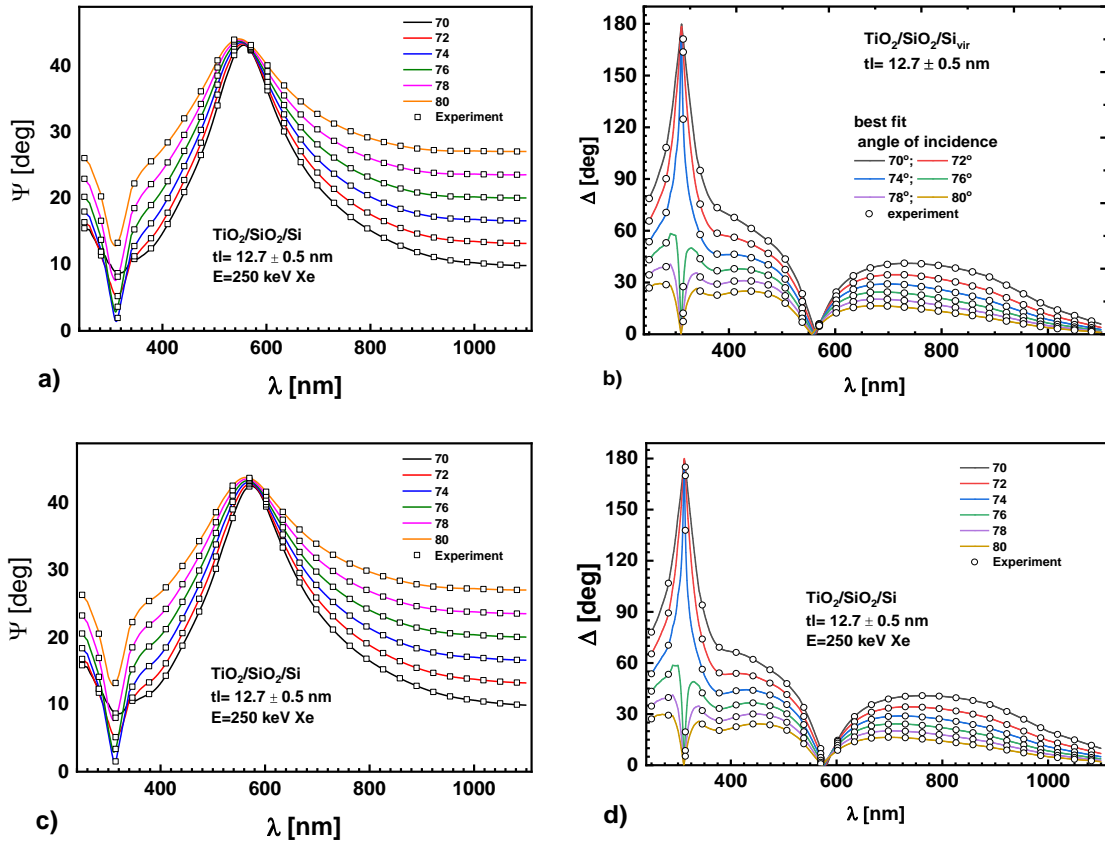 70
72
74
76
78
80
Experiment
Ψ [deg]
40
30
20
10
0
TiO2/SiO2/Si
tl= 12.7 ± 0.5 nm
E=250 keV Xe
400 600 800 1000
λ [nm]
a)
180
150
120
90
60
30
0
Δ [deg]
TiO2/SiO2/Sivir
tl= 12.7 ± 0.5 nm
best fit
angle of incidence
70º; 72º
74º; 76º
78º; 80º
experiment
400 600 800 1000
λ [nm]
b)
70
72
74
76
78
80
Experiment
Ψ [deg]
40
30
20
10
0
TiO2/SiO2/Si
tl= 12.7 ± 0.5 nm
E=250 keV Xe
400 600 800 1000
λ [nm]
c)
180
150
120
90
60
30
0
Δ [deg]
70
72
74
76
78
80
Experiment
TiO2/SiO2/Si
tl= 12.7 ± 0.5 nm
E=250 keV Xe
400 600 800 1000
λ [nm]
d)